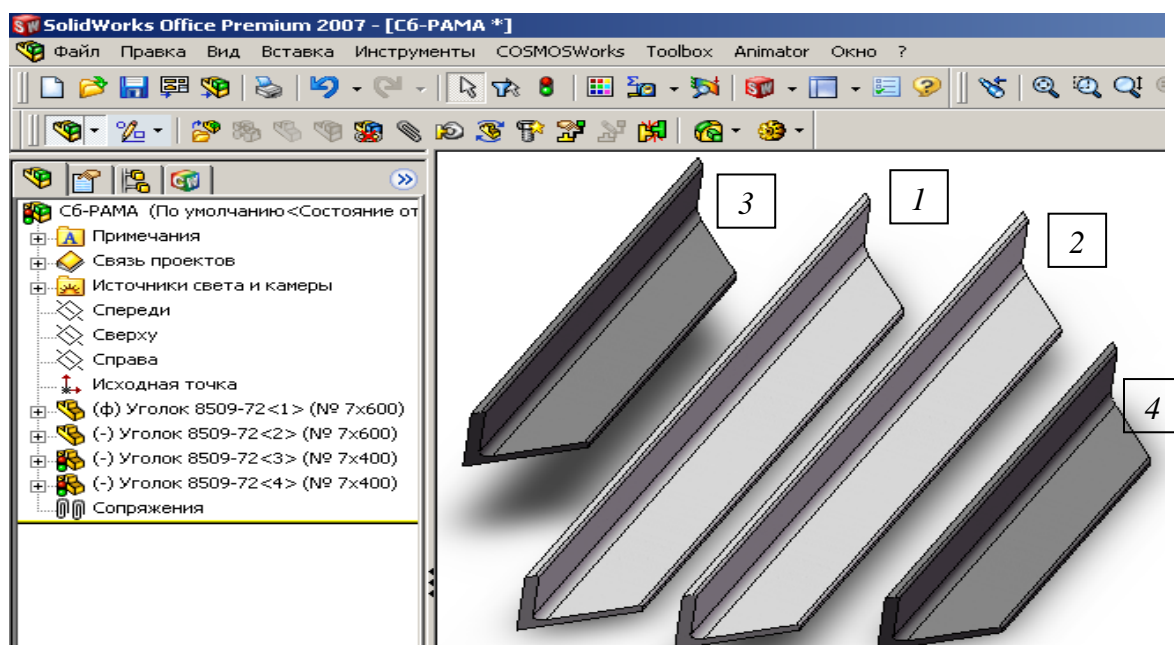 SolidWorks Office Premium 2007 - [Сб-РАМА *]
Файл Правка Вид Вставка Инструменты COSMOSWorks Toolbox Animator Окно ?
Сб-РАМА (По умолчанию<Состояние от
Примечания
Связь проектов
Источники света и камеры
Спереди
Сверху
Справа
Исходная точка
(ф) Уголок 8509-72<1> (№ 7х600)
(-) Уголок 8509-72<2> (№ 7х600)
(-) Уголок 8509-72<3> (№ 7х400)
(-) Уголок 8509-72<4> (№ 7х400)
Сопряжения
3
1
2
4